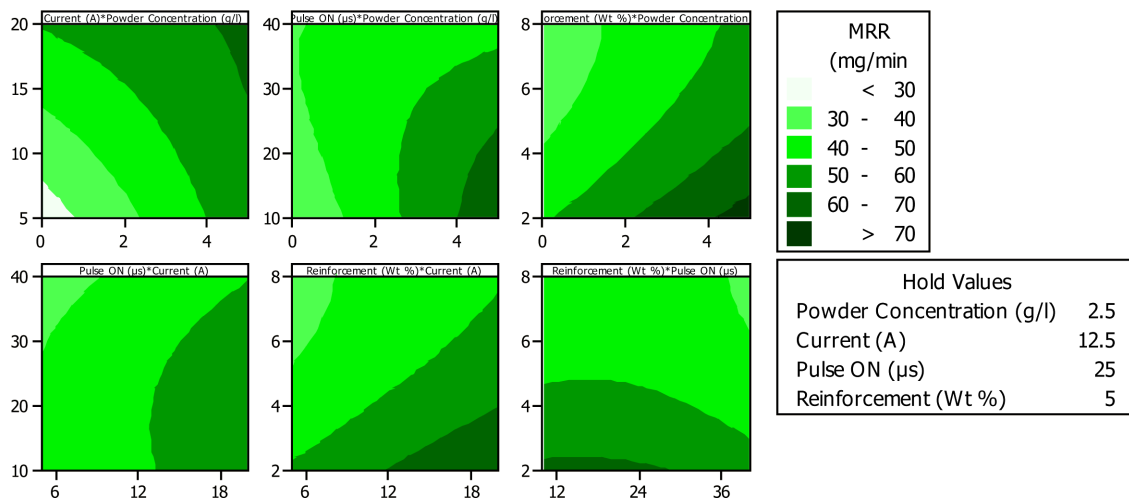 Current (A)*Powder Concentration (g/l)
Pulse ON (µs)*Powder Concentration (g/l)
orcement (Wt %)*Powder Concentration
20
15
10
5
0 2 4
40
30
20
10
0 2 4
8
6
4
2
0 2 4
MRR
(mg/min
< 30
30 - 40
40 - 50
50 - 60
60 - 70
> 70
Pulse ON (µs)*Current (A)
Reinforcement (Wt %)*Current (A)
Reinforcement (Wt %)*Pulse ON (µs)
40
30
20
10
6 12 18
8
6
4
2
6 12 18
8
6
4
2
12 24 36
Hold Values
Powder Concentration (g/l) 2.5
Current (A) 12.5
Pulse ON (µs) 25
Reinforcement (Wt %) 5